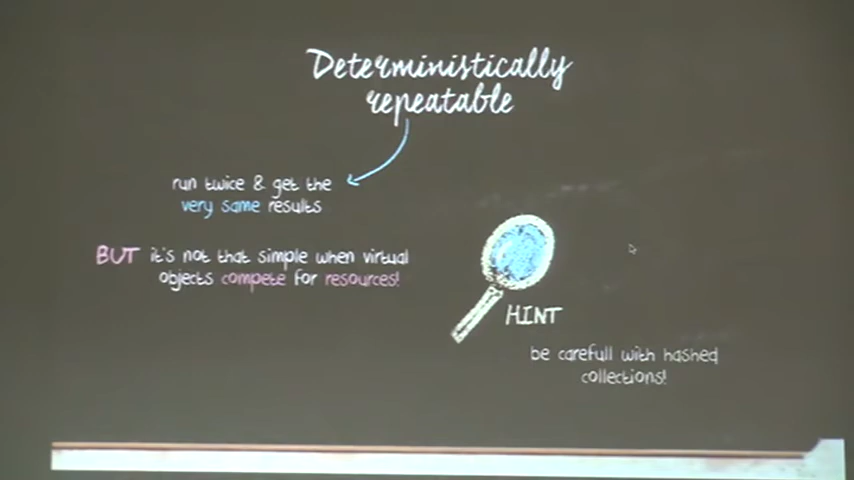 Deterministically
repeatable
run twice & get the
very same results
BUT it's not that simple when virtual
objects compete for resources!
HINT
be carefull with hashed
collections!